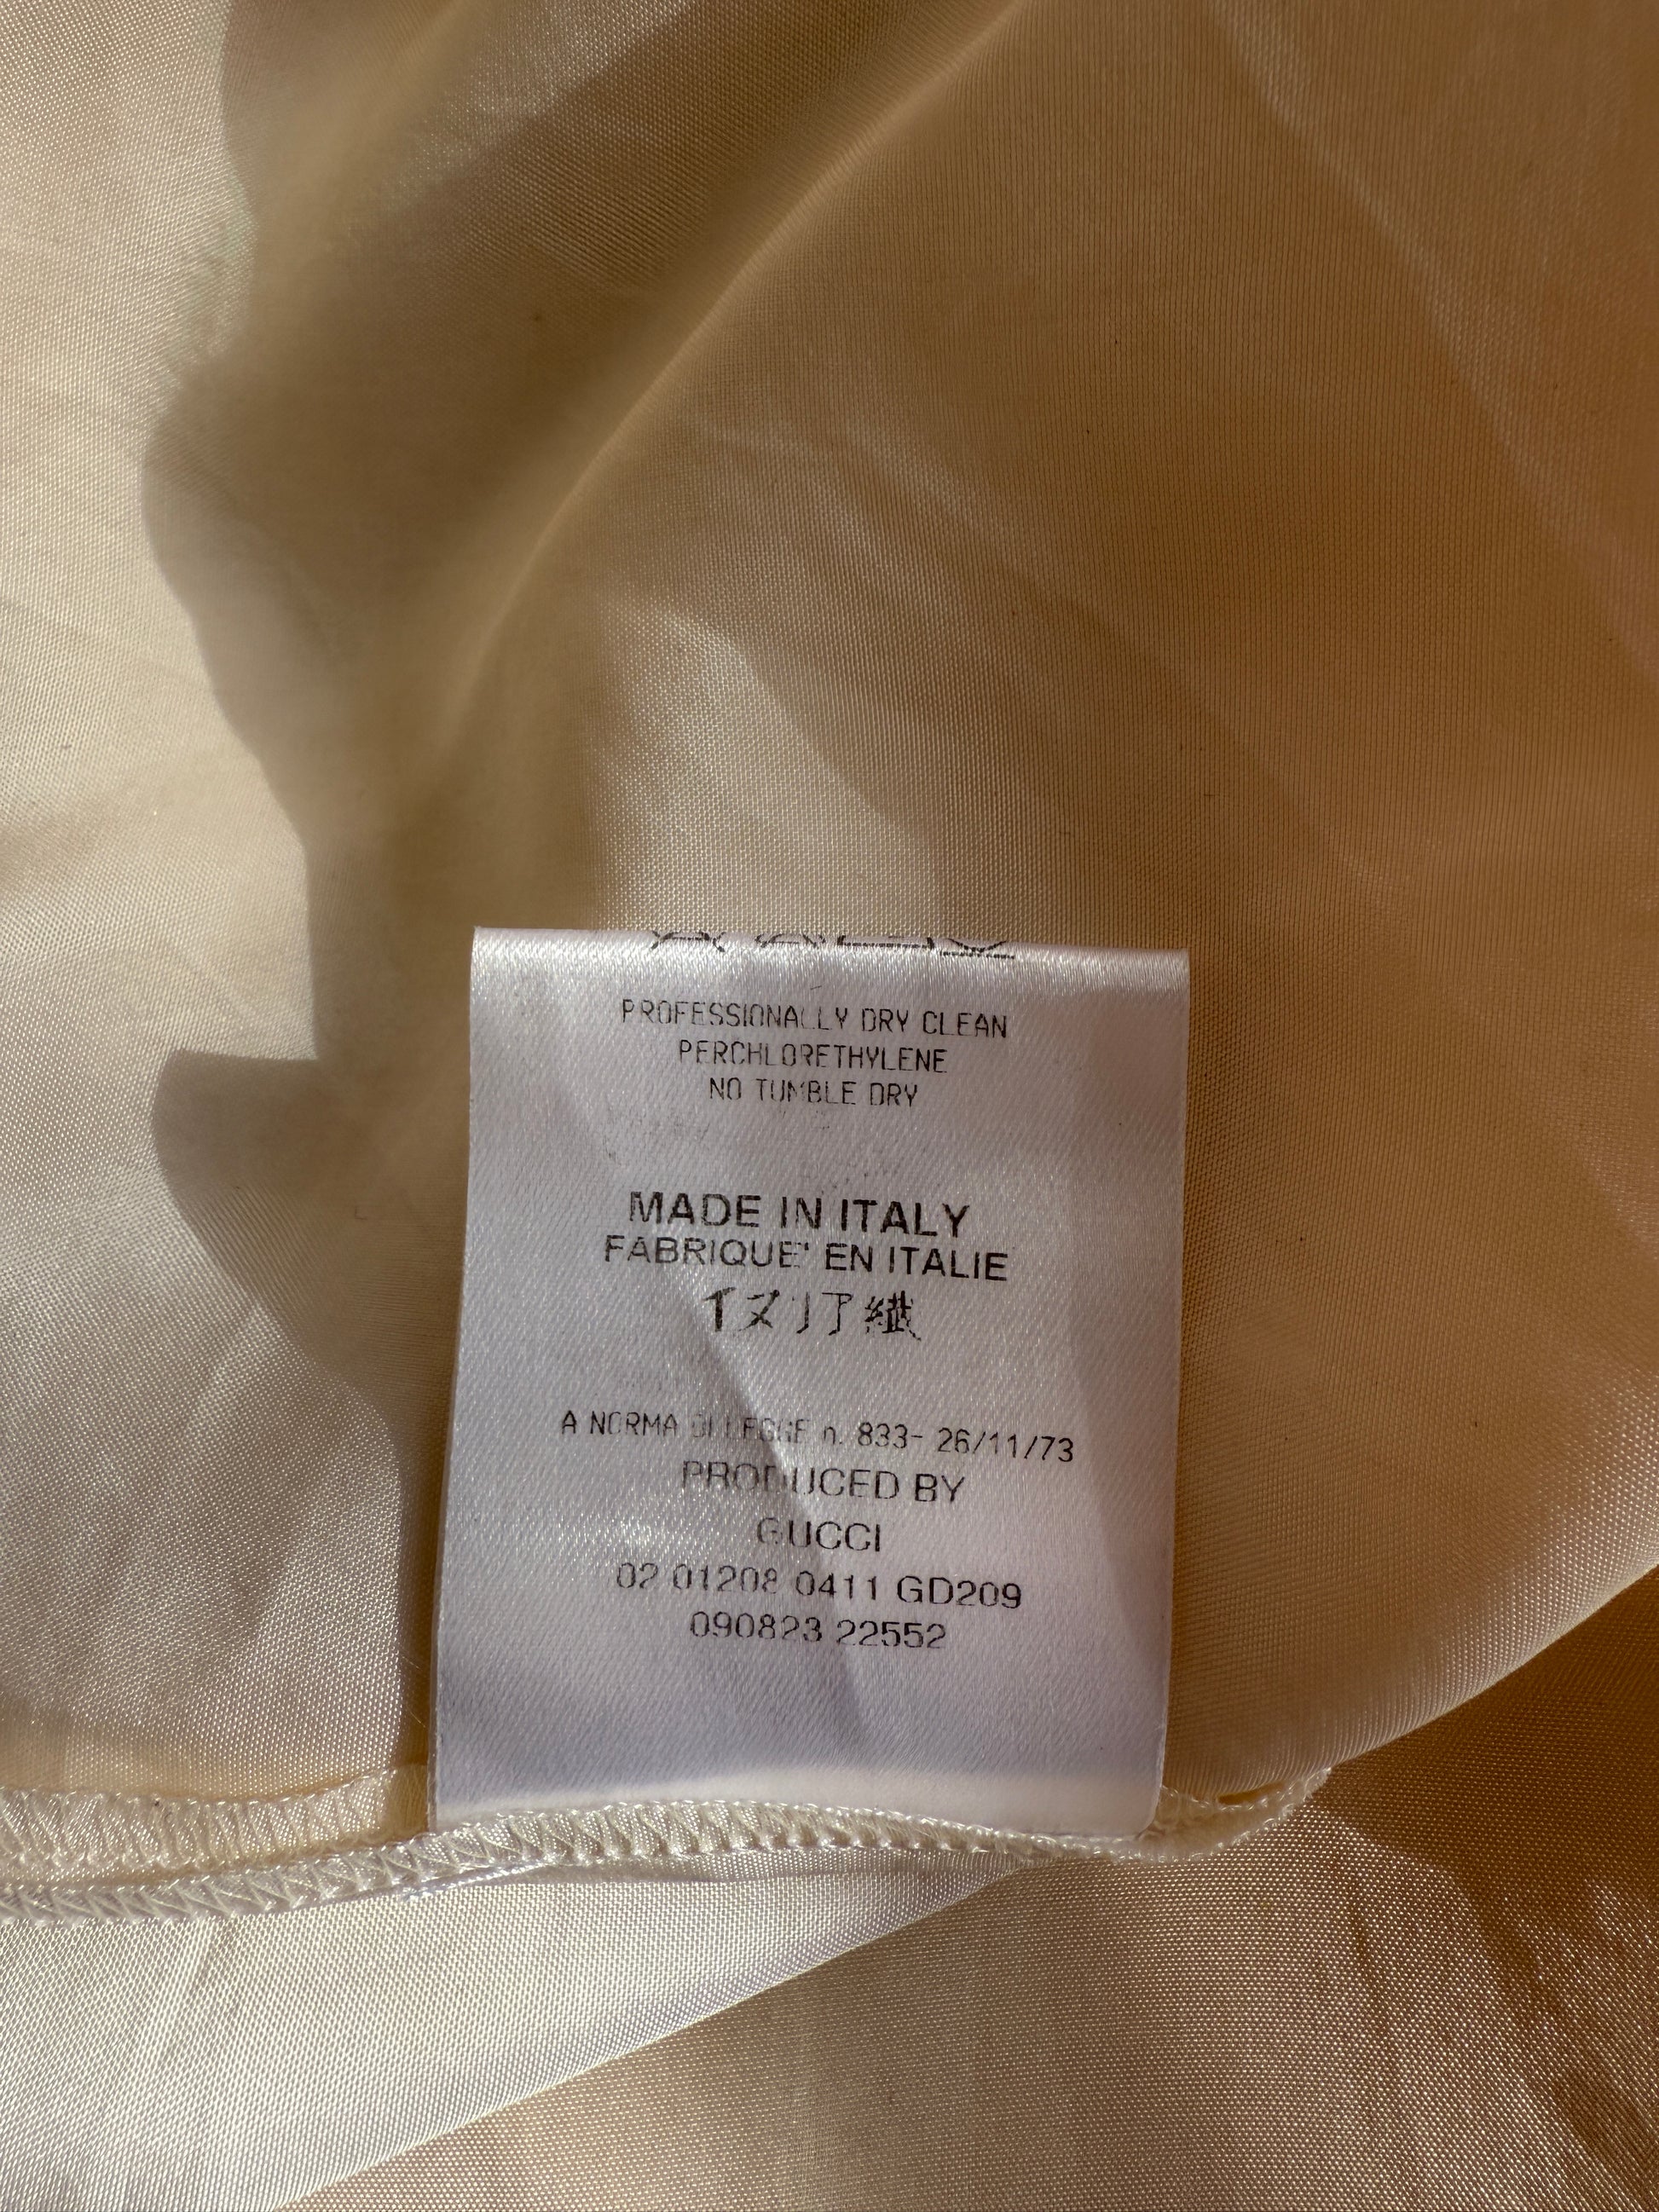 PROFESSIONALLY DRY CLEAN
PERCHLORETHYLENE
NO TUMBLE DRY
MADE IN ITALY
FABRIQUE' EN ITALIE
A NORMA DI LEGGE n. 833- 26/11/73
PRODUCED BY
GUCCI
02 01208 0411 GD209
090823 22552